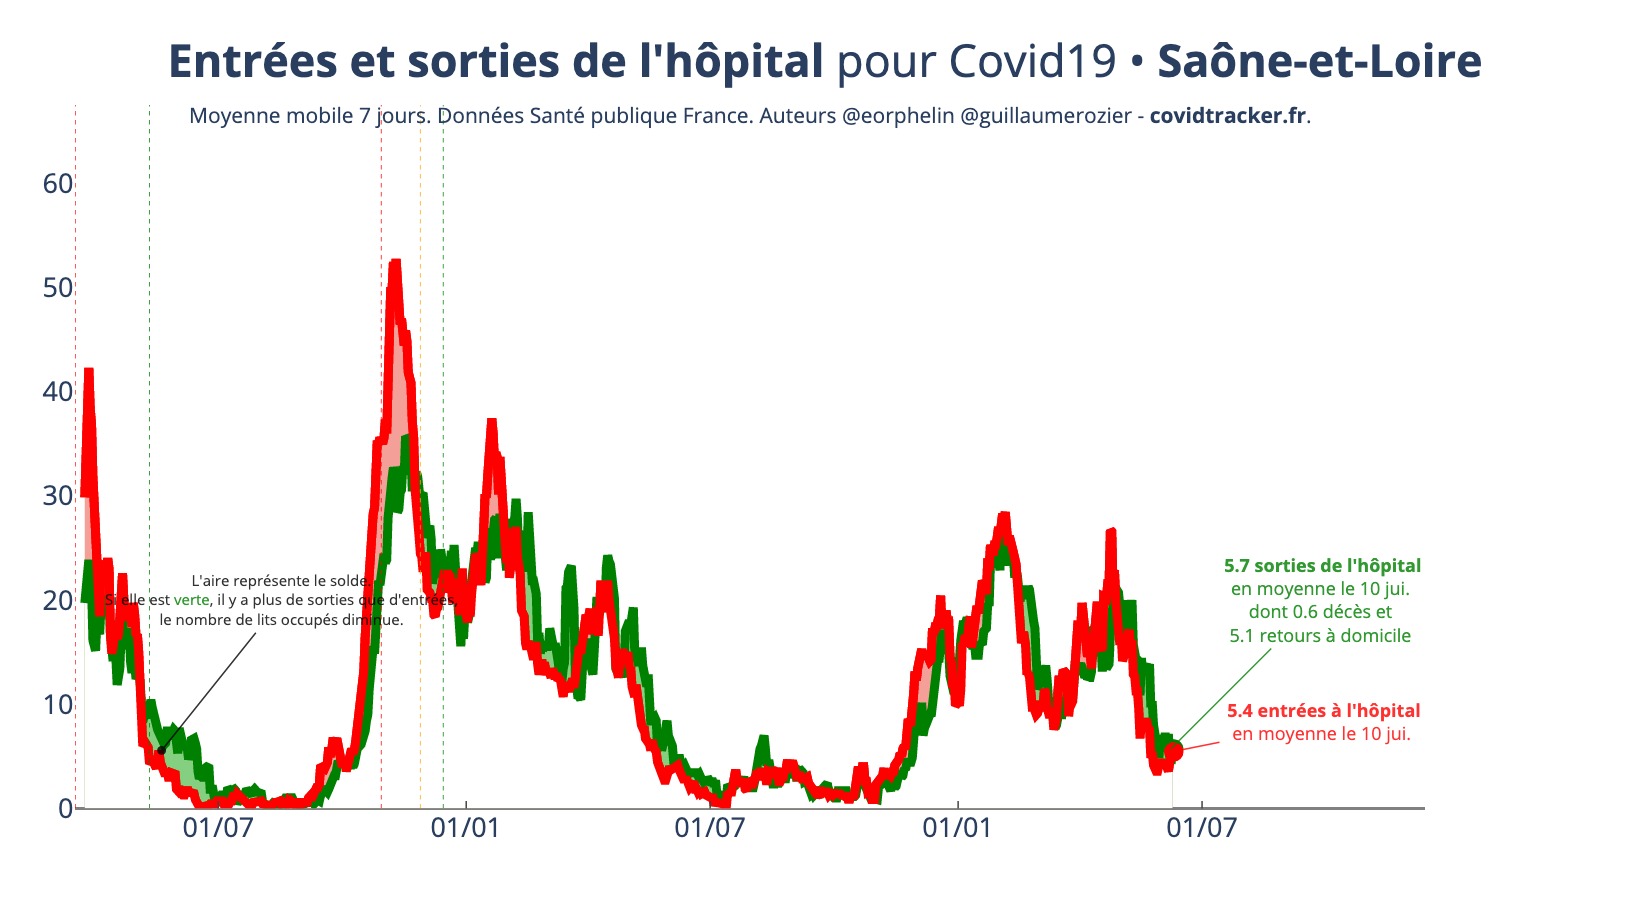 Entrées et sorties de l'hôpital pour Covid19 • Saône-et-Loire
Moyenne mobile 7 jours. Données Santé publique France. Auteurs @eorphelin @guillaumerozier - covidtracker.fr.
60
50
40
30
20
10
0
L'aire représente le solde.
Si elle est verte, il y a plus de sorties que d'entrées,
le nombre de lits occupés diminue.
5.7 sorties de l'hôpital
en moyenne le 10 jui.
dont 0.6 décès et
5.1 retours à domicile
5.4 entrées à l'hôpital
en moyenne le 10 jui.
01/07
01/01
01/07
01/01
01/07